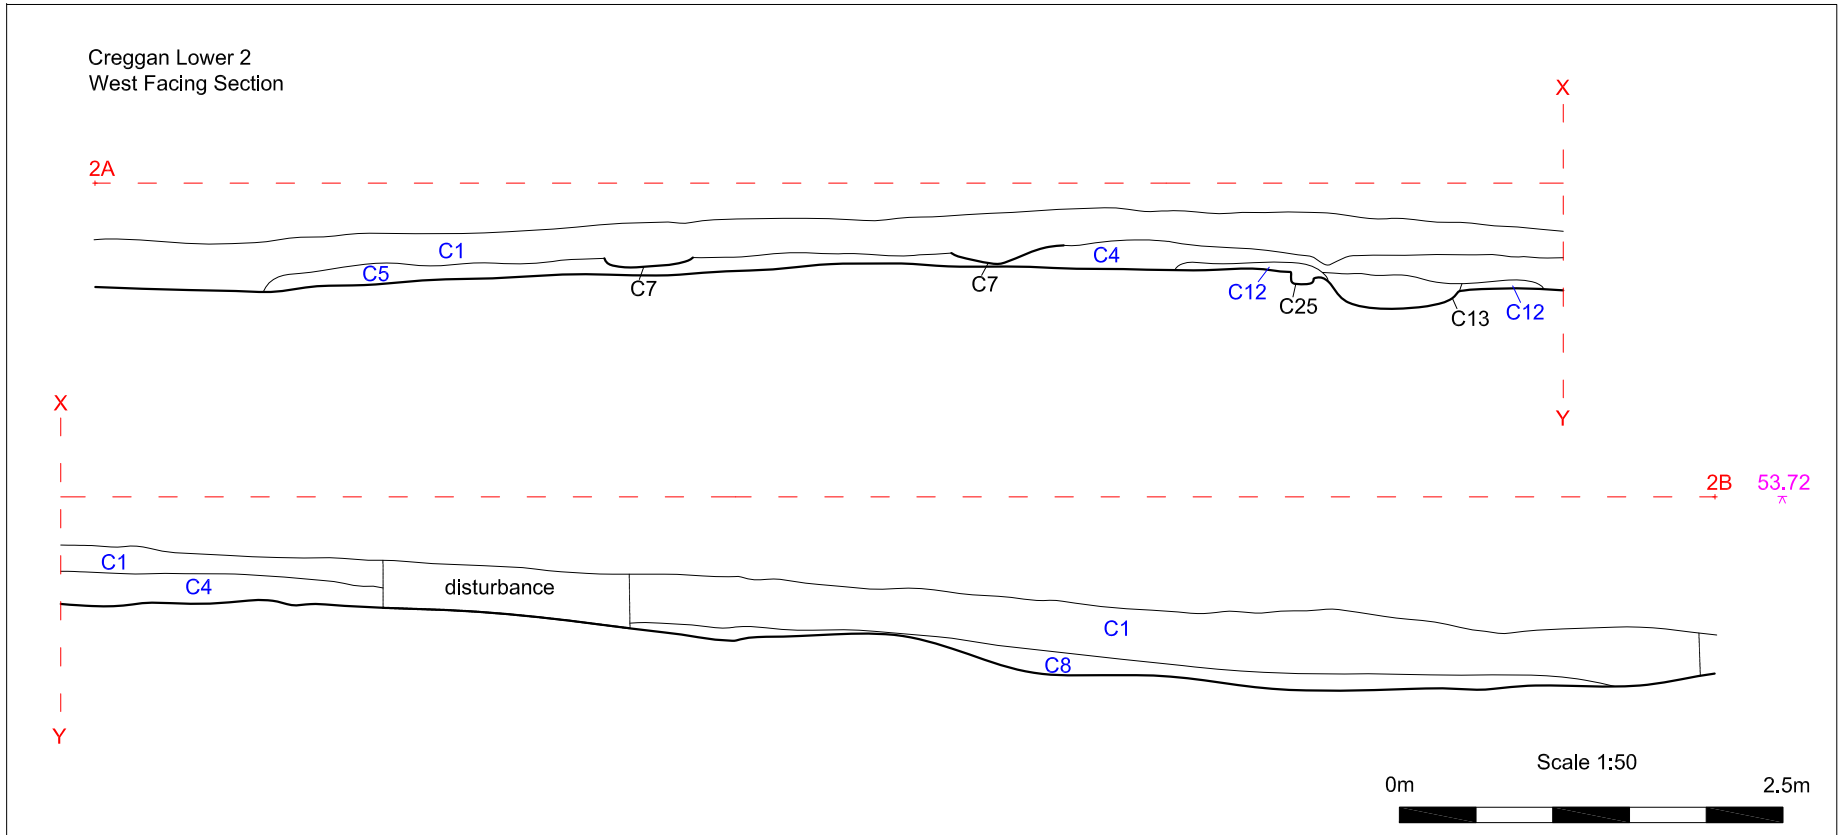 Creggan Lower 2
West Facing Section
X
2A
C1
C4
C5
C7
C7
C12
C25
C13
C12
Y
X
2B
53.72
C1
C4
disturbance
C1
C8
Y
Scale 1:50
0m
2.5m